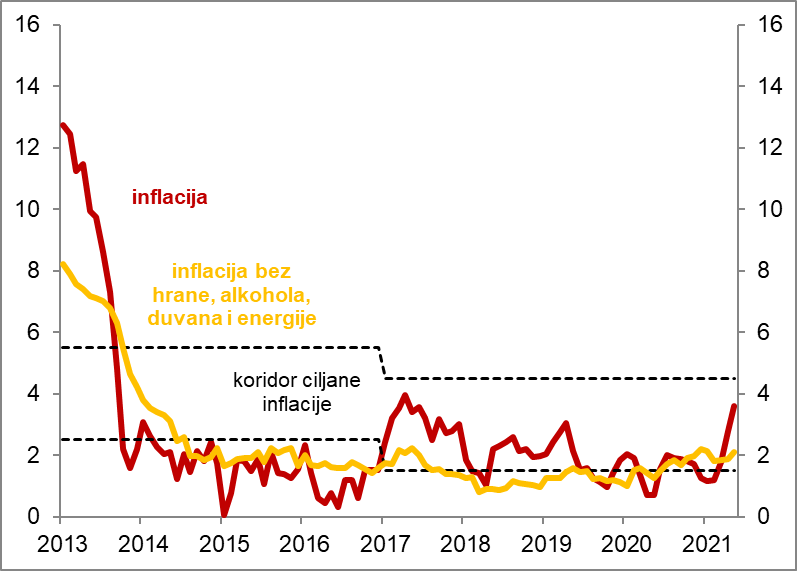 16
14
12
10
8
6
4
2
0
16
14
12
10
8
6
4
2
0
inflacija
inflacija bez
hrane, alkohola,
duvana i energije
koridor ciljane
inflacije
2013 2014 2015 2016 2017 2018 2019 2020 2021